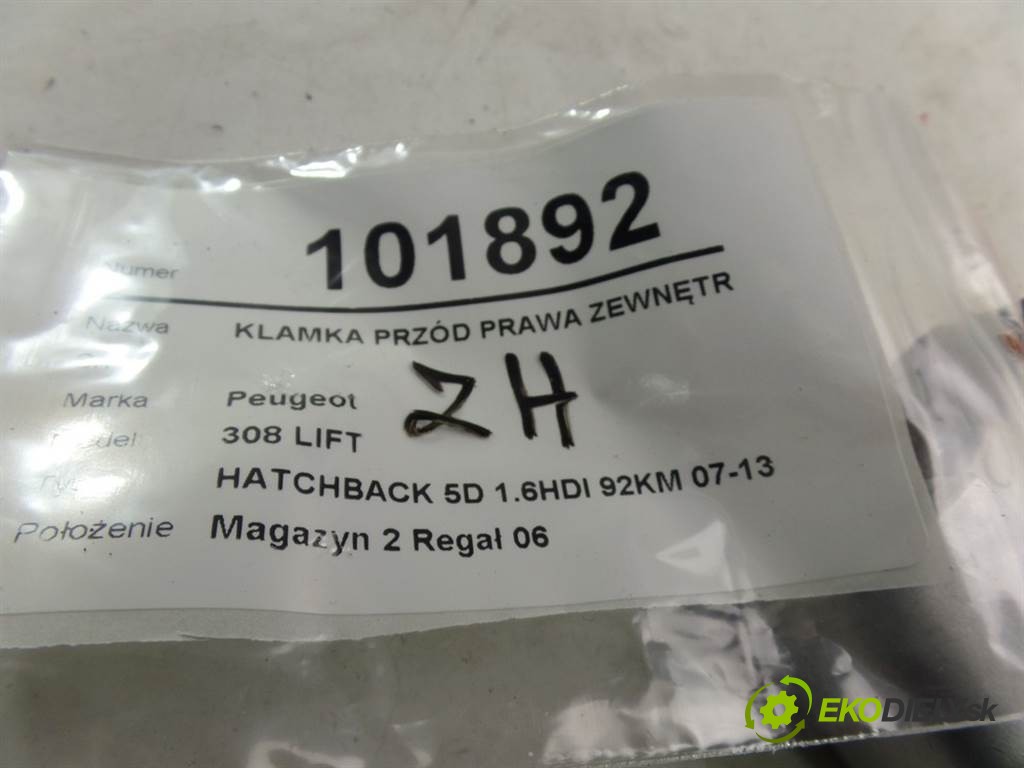 Numer 101892
Nazwa KLAMKA PRZÓD PRAWA ZEWNĘTR
ZH
Marka Peugeot
308 LIFT
HATCHBACK 5D 1.6HDI 92KM 07-13
Położenie Magazyn 2 Regał 06
EKODIELY.sk